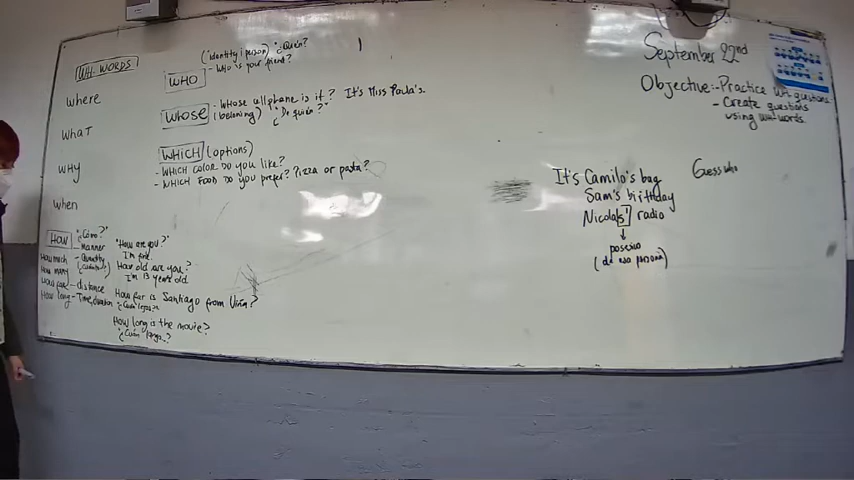 WH-WORDS
where
whaT
why
when
("identity/person) "¿Quién?
WHO - WHO is your friend?
WHOSE - WHOSE cellphone is it? It's Miss Paula's.
(belonging) ("¿De quién?"
WHICH (options)
- WHICH COLOR DO YOU LIKE?
- WHICH FOOD DO YOU prefer? Pizza or pasta?
HOW "¿Cómo?"
- manner "How are you?"
I'm fine.
How much - Quantity
How many
How old are you?
I'm 13 years old
How far - distance
How long - Time, duration
How far is Santiago from Viña?
How long is the movie?
September 22nd
Objective: - Practice WH questions
- Create questions
using WH-words.
It's Camilo's bag
Sam's birthday
Nicolas' radio
(de esa persona)
Guess who